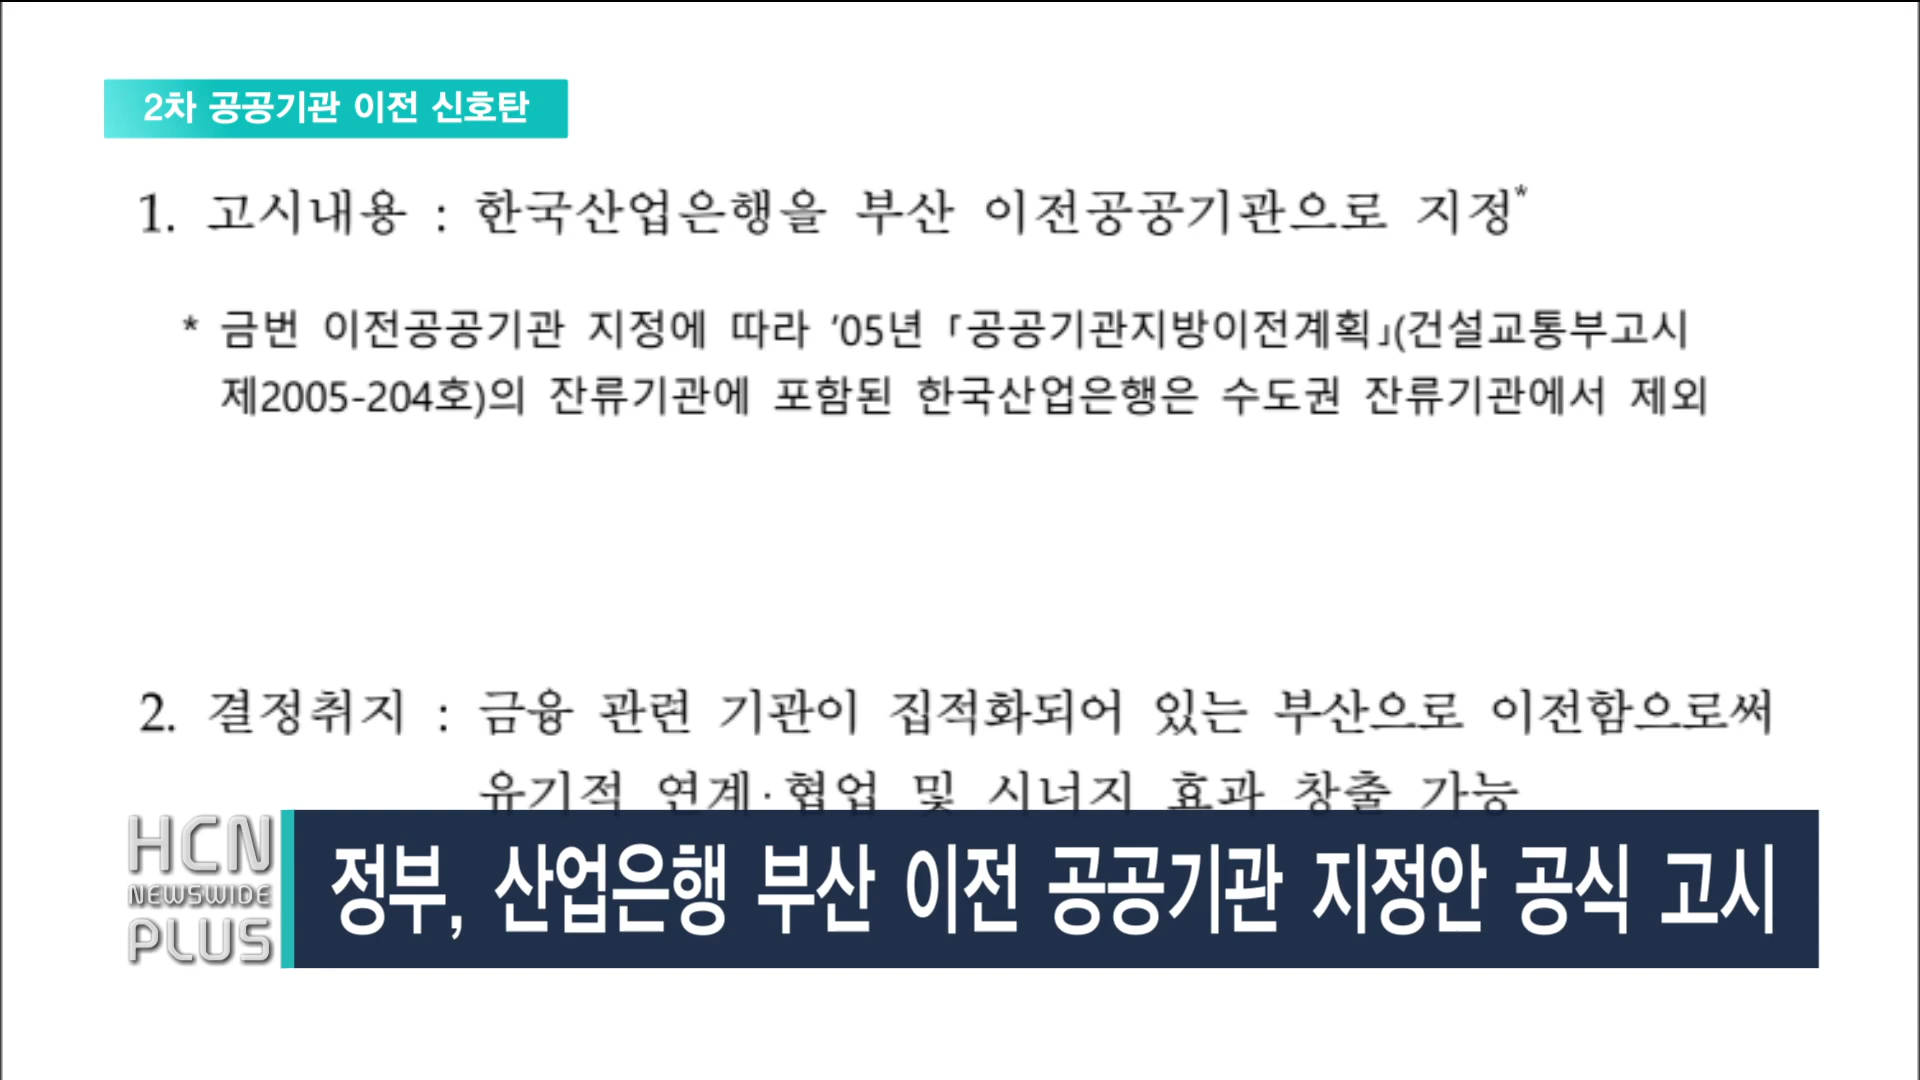 2차 공공기관 이전 신호탄
1. 고시내용 : 한국산업은행을 부산 이전공공기관으로 지정*
* 금번 이전공공기관 지정에 따라 '05년 「공공기관지방이전계획」(건설교통부고시
제2005-204호)의 잔류기관에 포함된 한국산업은행은 수도권 잔류기관에서 제외
2. 결정취지 : 금융 관련 기관이 집적화되어 있는 부산으로 이전함으로써
유기적 연계·협업 및 시너지 효과 창출 가능
HCN
NEWSWIDE
PLUS
정부, 산업은행 부산 이전 공공기관 지정안 공식 고시